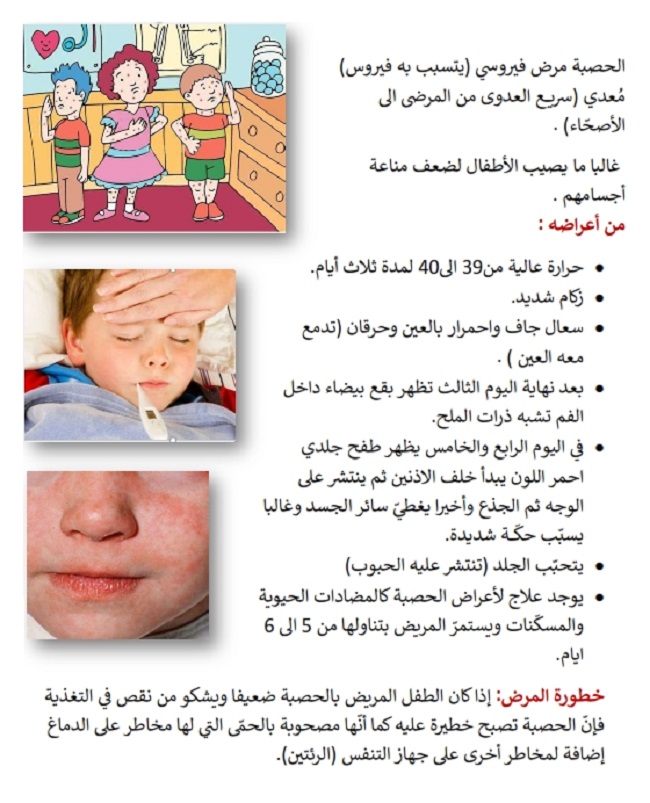 الحصبة مرض فيروسي (يتسبب به فيروس)
مُعدي (سريع العدوى من المرضى الى
الأصحّاء) .
غالبا ما يصيب الأطفال لضعف مناعة
أجسامهم .
من أعراضه :
• حرارة عالية من39 الى40 لمدة ثلاث أيام.
• زكام شديد.
• سعال جاف واحمرار بالعين وحرقان (تدمع
معه العين ) .
• بعد نهاية اليوم الثالث تظهر بقع بيضاء داخل
الفم تشبه ذرات الملح.
• في اليوم الرابع والخامس يظهر طفح جلدي
احمر اللون يبدأ خلف الاذنين ثم ينتشر على
الوجه ثم الجذع وأخيرا يغطيّ سائر الجسد وغالبا
يسبّب حكّة شديدة.
• يتحبّب الجلد (تنتشر عليه الحبوب)
• يوجد علاج لأعراض الحصبة كالمضادات الحيوية
والمسكّنات ويستمرّ المريض بتناولها من 5 الى 6
ايام.
خطورة المرض: إذا كان الطفل المريض بالحصبة ضعيفا ويشكو من نقص في التغذية
فإنّ الحصبة تصبح خطيرة عليه كما أنّها مصحوبة بالحمّى التي لها مخاطر على الدماغ
إضافة لمخاطر أخرى على جهاز التنفس (الرئتين).